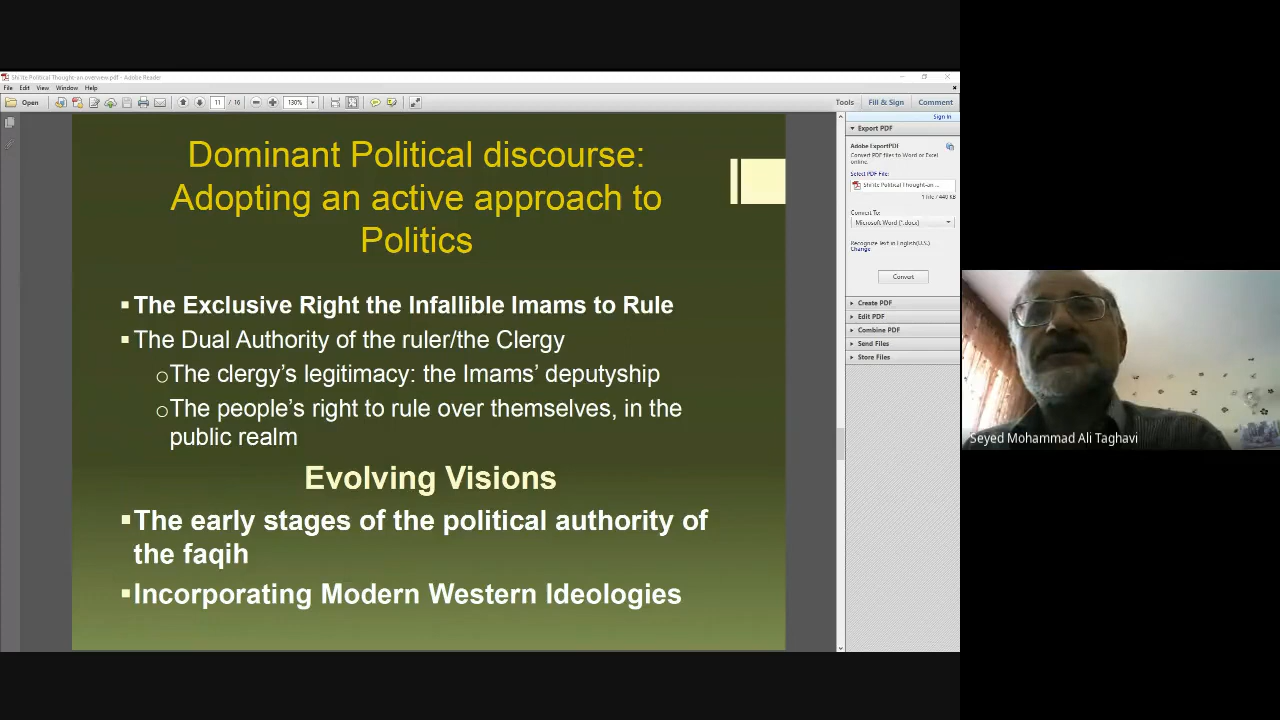 Shi'ite Political Thought-an overview.pdf - Adobe Reader
File Edit View Window Help
Open 11 / 16 130% Tools Fill & Sign Comment
Sign In
Export PDF
Adobe ExportPDF
Convert PDF files to Word or Excel
online.
Select PDF File:
Shi'ite Political Thought-an ...
1 file / 449 KB
Convert To:
Microsoft Word (*.docx)
Recognize Text in English(U.S.)
Change
Convert
Create PDF
Edit PDF
Combine PDF
Send Files
Store Files
Dominant Political discourse:
Adopting an active approach to
Politics
▪The Exclusive Right the Infallible Imams to Rule
▪The Dual Authority of the ruler/the Clergy
oThe clergy's legitimacy: the Imams' deputyship
oThe people's right to rule over themselves, in the
public realm
Evolving Visions
▪The early stages of the political authority of
the faqih
▪Incorporating Modern Western Ideologies
Seyed Mohammad Ali Taghavi